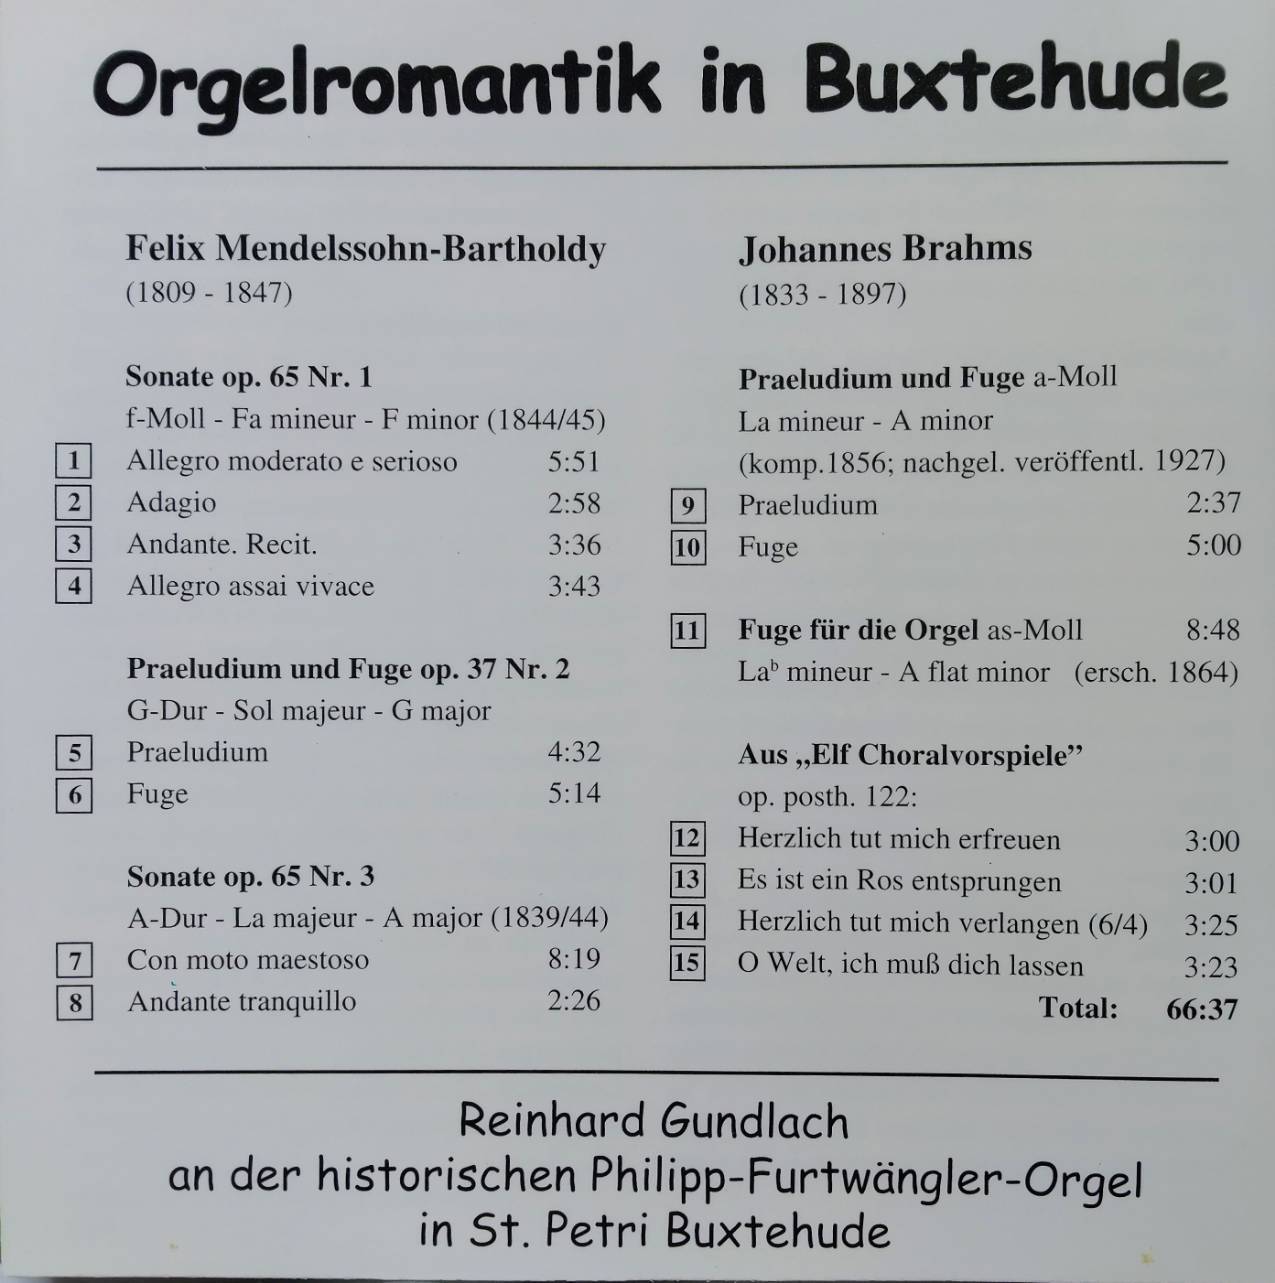 Orgelromantik in Buxtehude
Felix Mendelssohn-Bartholdy
(1809 - 1847)
Sonate op. 65 Nr. 1
f-Moll - Fa mineur - F minor (1844/45)
1 Allegro moderato e serioso 5:51
2 Adagio 2:58
3 Andante. Recit. 3:36
4 Allegro assai vivace 3:43
Praeludium und Fuge op. 37 Nr. 2
G-Dur - Sol majeur - G major
5 Praeludium 4:32
6 Fuge 5:14
Sonate op. 65 Nr. 3
A-Dur - La majeur - A major (1839/44)
7 Con moto maestoso 8:19
8 Andante tranquillo 2:26
Johannes Brahms
(1833 - 1897)
Praeludium und Fuge a-Moll
La mineur - A minor
(komp.1856; nachgel. veröffentl. 1927)
9 Praeludium 2:37
10 Fuge 5:00
11 Fuge für die Orgel as-Moll 8:48
Laᵇ mineur - A flat minor (ersch. 1864)
Aus „Elf Choralvorspiele”
op. posth. 122:
12 Herzlich tut mich erfreuen 3:00
13 Es ist ein Ros entsprungen 3:01
14 Herzlich tut mich verlangen (6/4) 3:25
15 O Welt, ich muß dich lassen 3:23
Total: 66:37
Reinhard Gundlach
an der historischen Philipp-Furtwängler-Orgel
in St. Petri Buxtehude